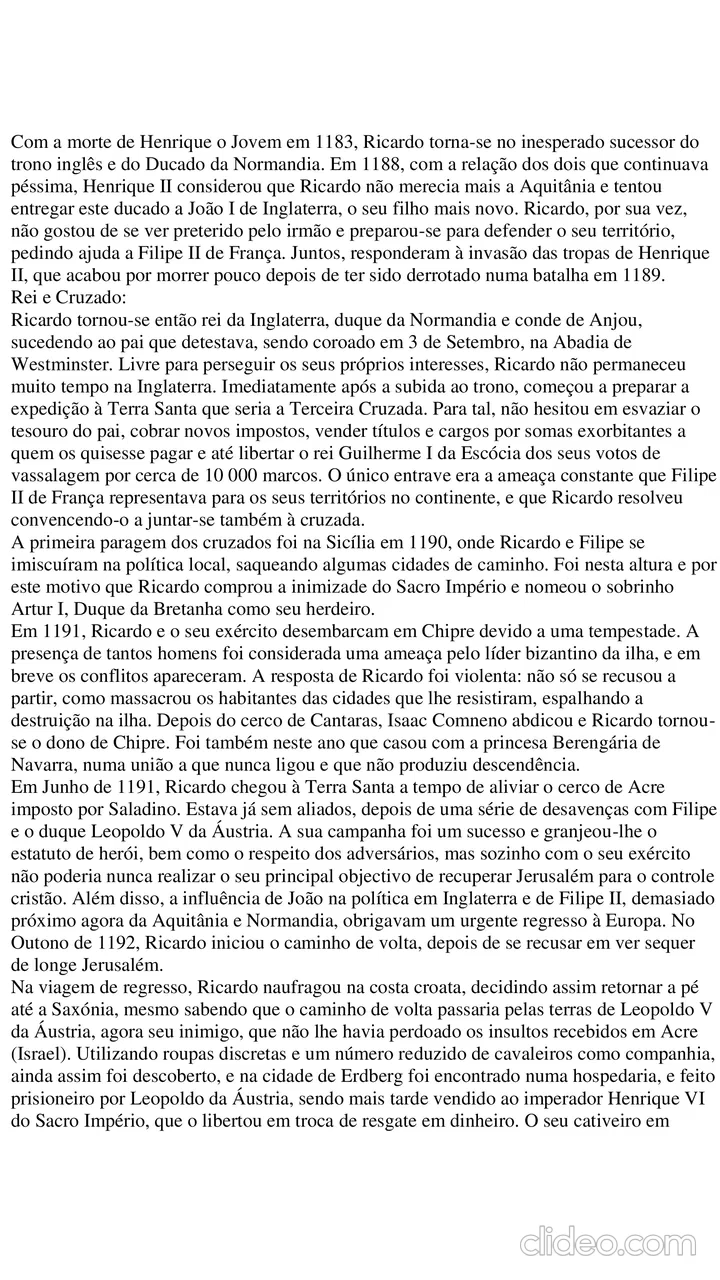 Com a morte de Henrique o Jovem em 1183, Ricardo torna-se no inesperado sucessor do
trono inglês e do Ducado da Normandia. Em 1188, com a relação dos dois que continuava
péssima, Henrique II considerou que Ricardo não merecia mais a Aquitânia e tentou
entregar este ducado a João I de Inglaterra, o seu filho mais novo. Ricardo, por sua vez,
não gostou de se ver preterido pelo irmão e preparou-se para defender o seu território,
pedindo ajuda a Filipe II de França. Juntos, responderam à invasão das tropas de Henrique
II, que acabou por morrer pouco depois de ter sido derrotado numa batalha em 1189.
Rei e Cruzado:
Ricardo tornou-se então rei da Inglaterra, duque da Normandia e conde de Anjou,
sucedendo ao pai que detestava, sendo coroado em 3 de Setembro, na Abadia de
Westminster. Livre para perseguir os seus próprios interesses, Ricardo não permaneceu
muito tempo na Inglaterra. Imediatamente após a subida ao trono, começou a preparar a
expedição à Terra Santa que seria a Terceira Cruzada. Para tal, não hesitou em esvaziar o
tesouro do pai, cobrar novos impostos, vender títulos e cargos por somas exorbitantes a
quem os quisesse pagar e até libertar o rei Guilherme I da Escócia dos seus votos de
vassalagem por cerca de 10 000 marcos. O único entrave era a ameaça constante que Filipe
II de França representava para os seus territórios no continente, e que Ricardo resolveu
convencendo-o a juntar-se também à cruzada.
A primeira paragem dos cruzados foi na Sicília em 1190, onde Ricardo e Filipe se
imiscuíram na política local, saqueando algumas cidades de caminho. Foi nesta altura e por
este motivo que Ricardo comprou a inimizade do Sacro Império e nomeou o sobrinho
Artur I, Duque da Bretanha como seu herdeiro.
Em 1191, Ricardo e o seu exército desembarcam em Chipre devido a uma tempestade. A
presença de tantos homens foi considerada uma ameaça pelo líder bizantino da ilha, e em
breve os conflitos apareceram. A resposta de Ricardo foi violenta: não só se recusou a
partir, como massacrou os habitantes das cidades que lhe resistiram, espalhando a
destruição na ilha. Depois do cerco de Cantaras, Isaac Comneno abdicou e Ricardo tornou-
se o dono de Chipre. Foi também neste ano que casou com a princesa Berengária de
Navarra, numa união a que nunca ligou e que não produziu descendência.
Em Junho de 1191, Ricardo chegou à Terra Santa a tempo de aliviar o cerco de Acre
imposto por Saladino. Estava já sem aliados, depois de uma série de desavenças com Filipe
e o duque Leopoldo V da Áustria. A sua campanha foi um sucesso e granjeou-lhe o
estatuto de herói, bem como o respeito dos adversários, mas sozinho com o seu exército
não poderia nunca realizar o seu principal objectivo de recuperar Jerusalém para o controle
cristão. Além disso, a influência de João na política em Inglaterra e de Filipe II, demasiado
próximo agora da Aquitânia e Normandia, obrigavam um urgente regresso à Europa. No
Outono de 1192, Ricardo iniciou o caminho de volta, depois de se recusar em ver sequer
de longe Jerusalém.
Na viagem de regresso, Ricardo naufragou na costa croata, decidindo assim retornar a pé
até a Saxónia, mesmo sabendo que o caminho de volta passaria pelas terras de Leopoldo V
da Áustria, agora seu inimigo, que não lhe havia perdoado os insultos recebidos em Acre
(Israel). Utilizando roupas discretas e um número reduzido de cavaleiros como companhia,
ainda assim foi descoberto, e na cidade de Erdberg foi encontrado numa hospedaria, e feito
prisioneiro por Leopoldo da Áustria, sendo mais tarde vendido ao imperador Henrique VI
do Sacro Império, que o libertou em troca de resgate em dinheiro. O seu cativeiro em
clideo.com